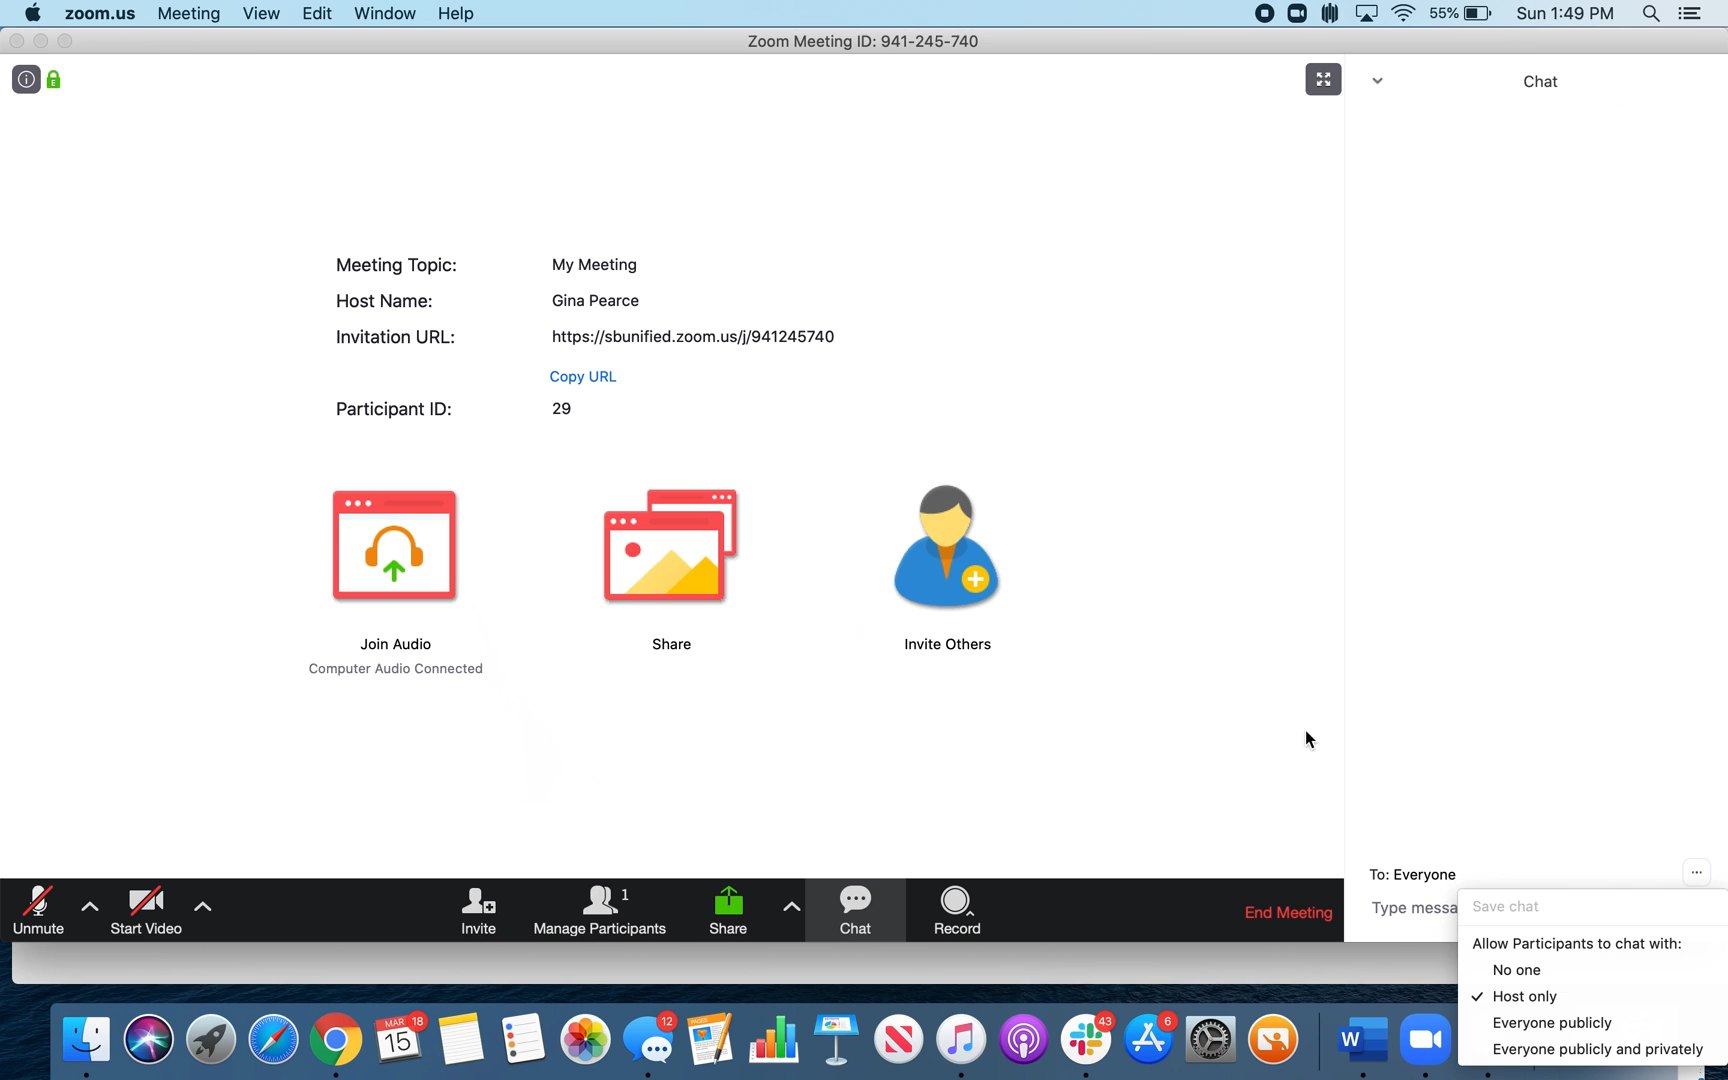 zoom.us Meeting View Edit Window Help 55% Sun 1:49 PM
Zoom Meeting ID: 941-245-740
Chat
Meeting Topic: My Meeting
Host Name: Gina Pearce
Invitation URL: https://sbunified.zoom.us/j/941245740
Copy URL
Participant ID: 29
Join Audio Share Invite Others
Computer Audio Connected
To: Everyone
Type messa
Save chat
Allow Participants to chat with:
No one
Host only
Everyone publicly
Everyone publicly and privately
1
Unmute Start Video Invite Manage Participants Share Chat Record End Meeting
MAR 18 12 PAGES 43 6
15 W